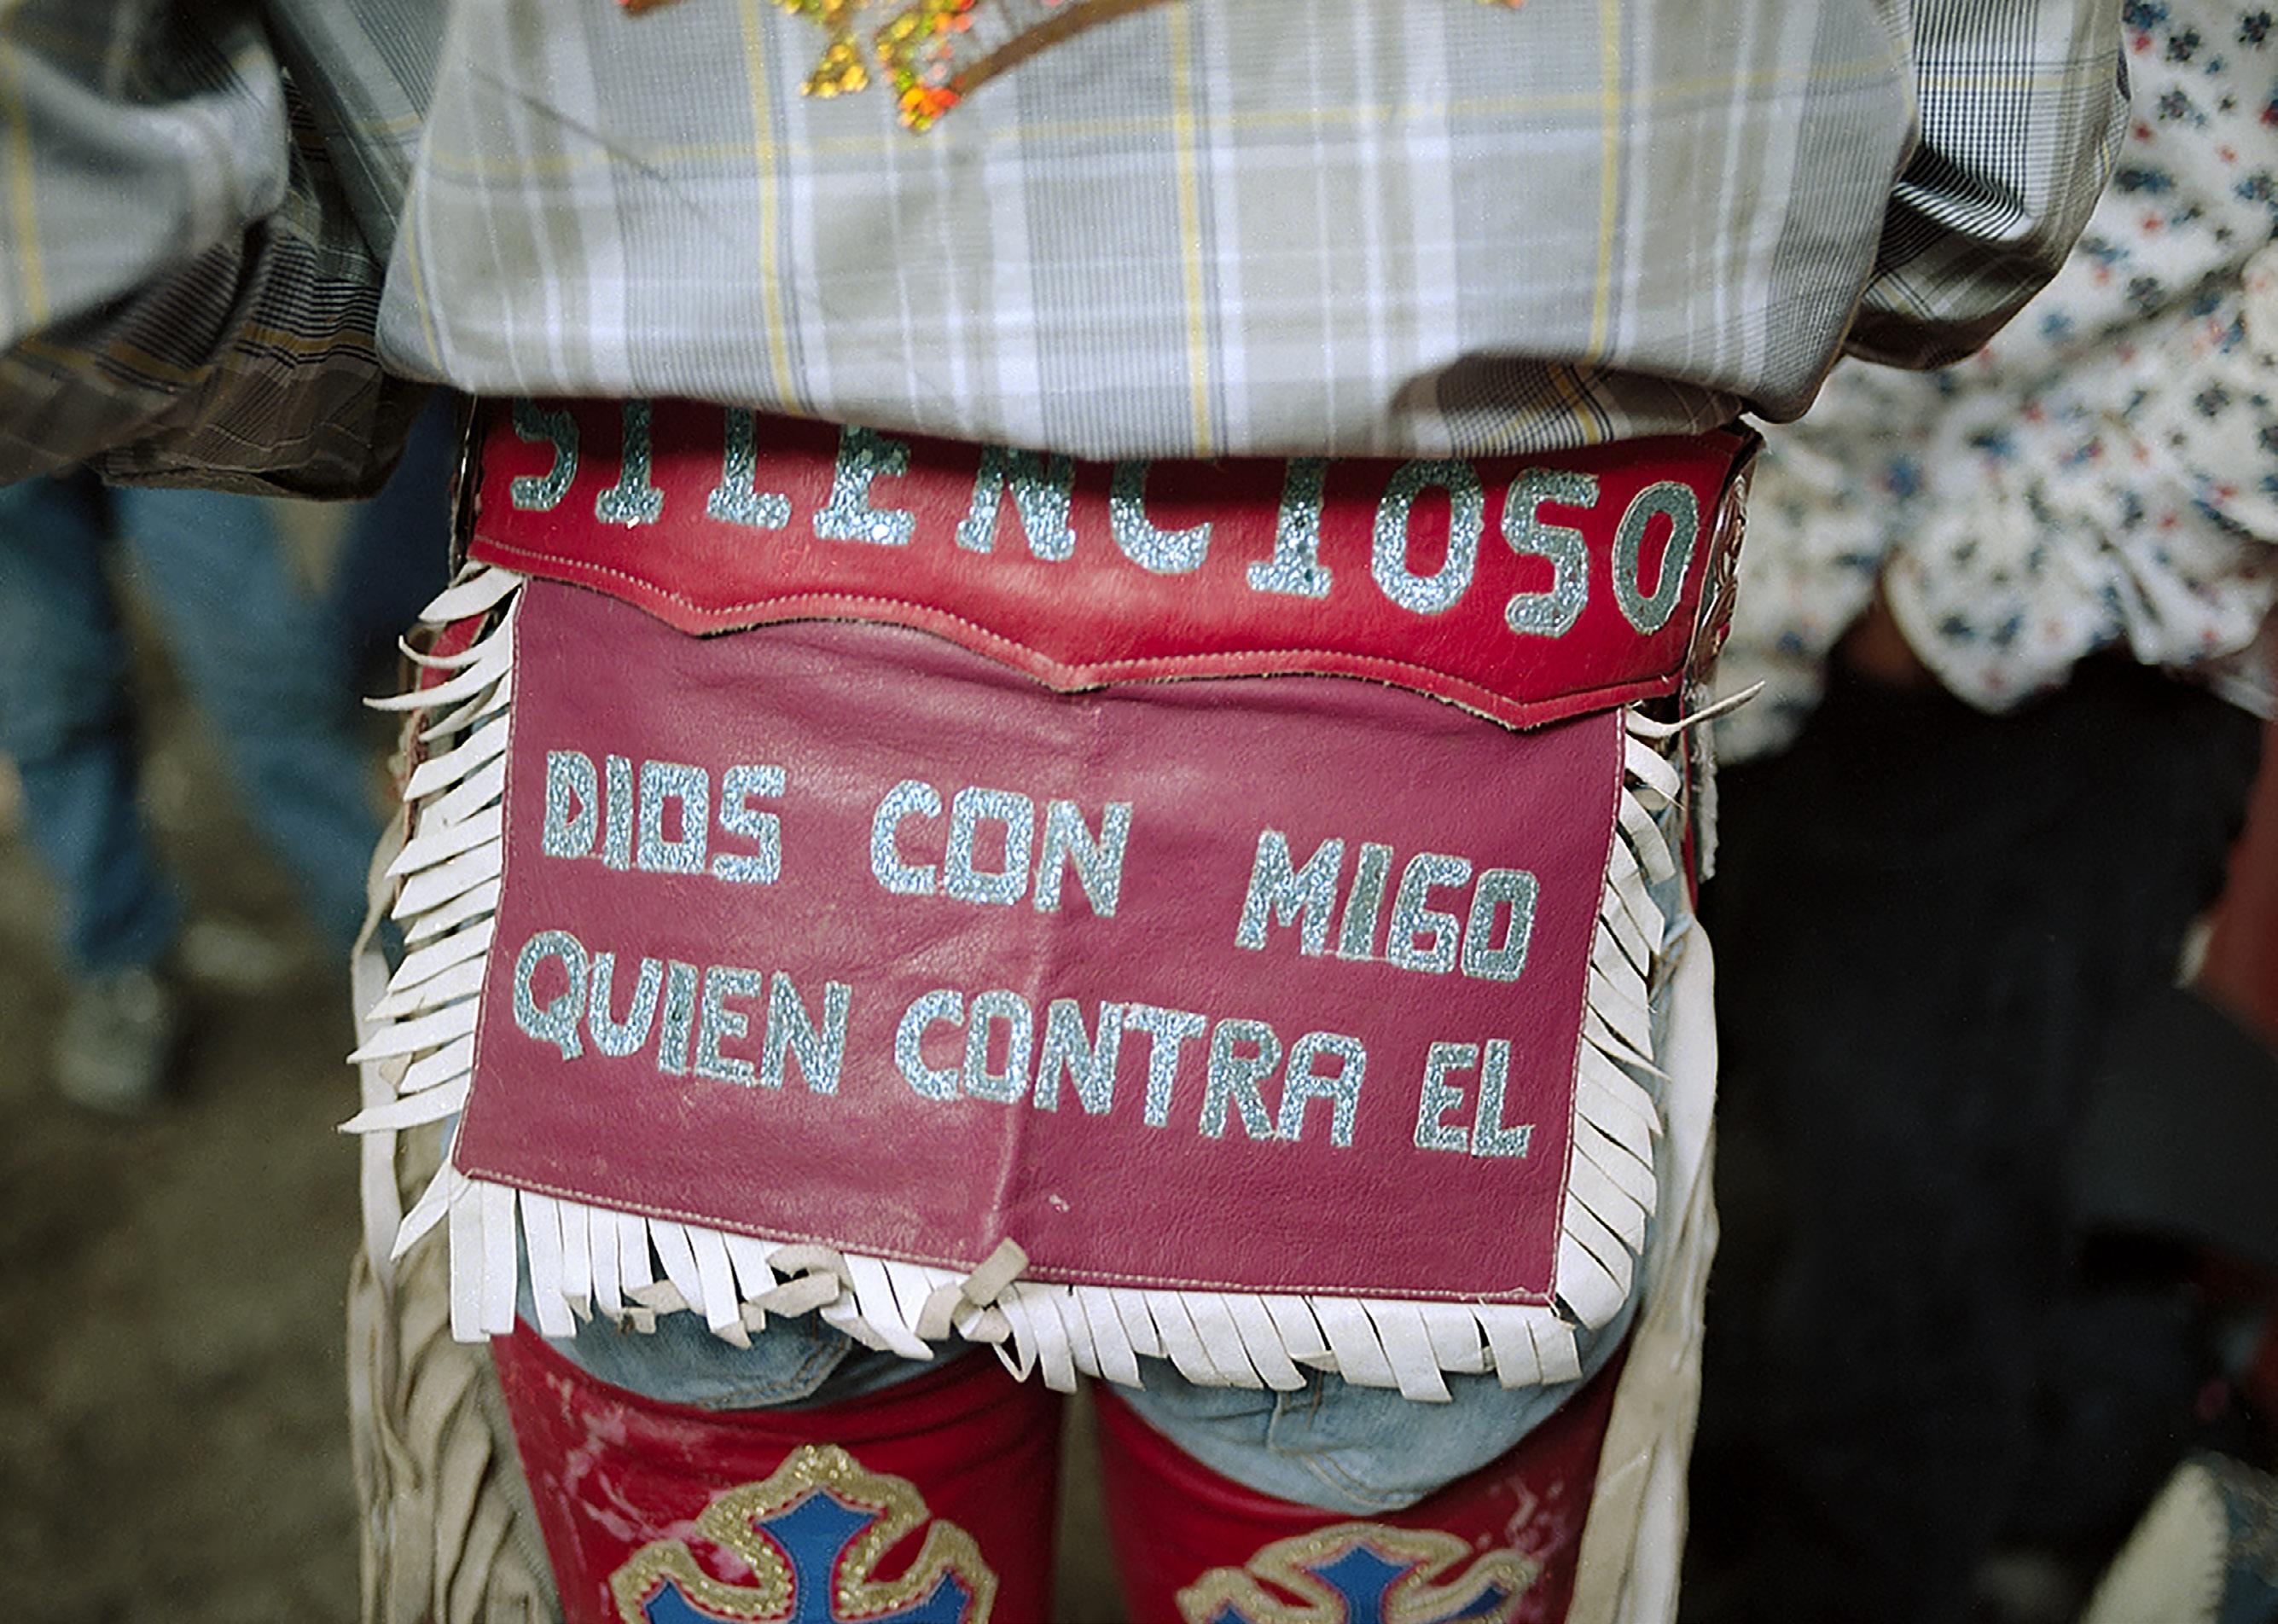 SILENCIOSO
DIOS CON MIGO
QUIEN CONTRA EL